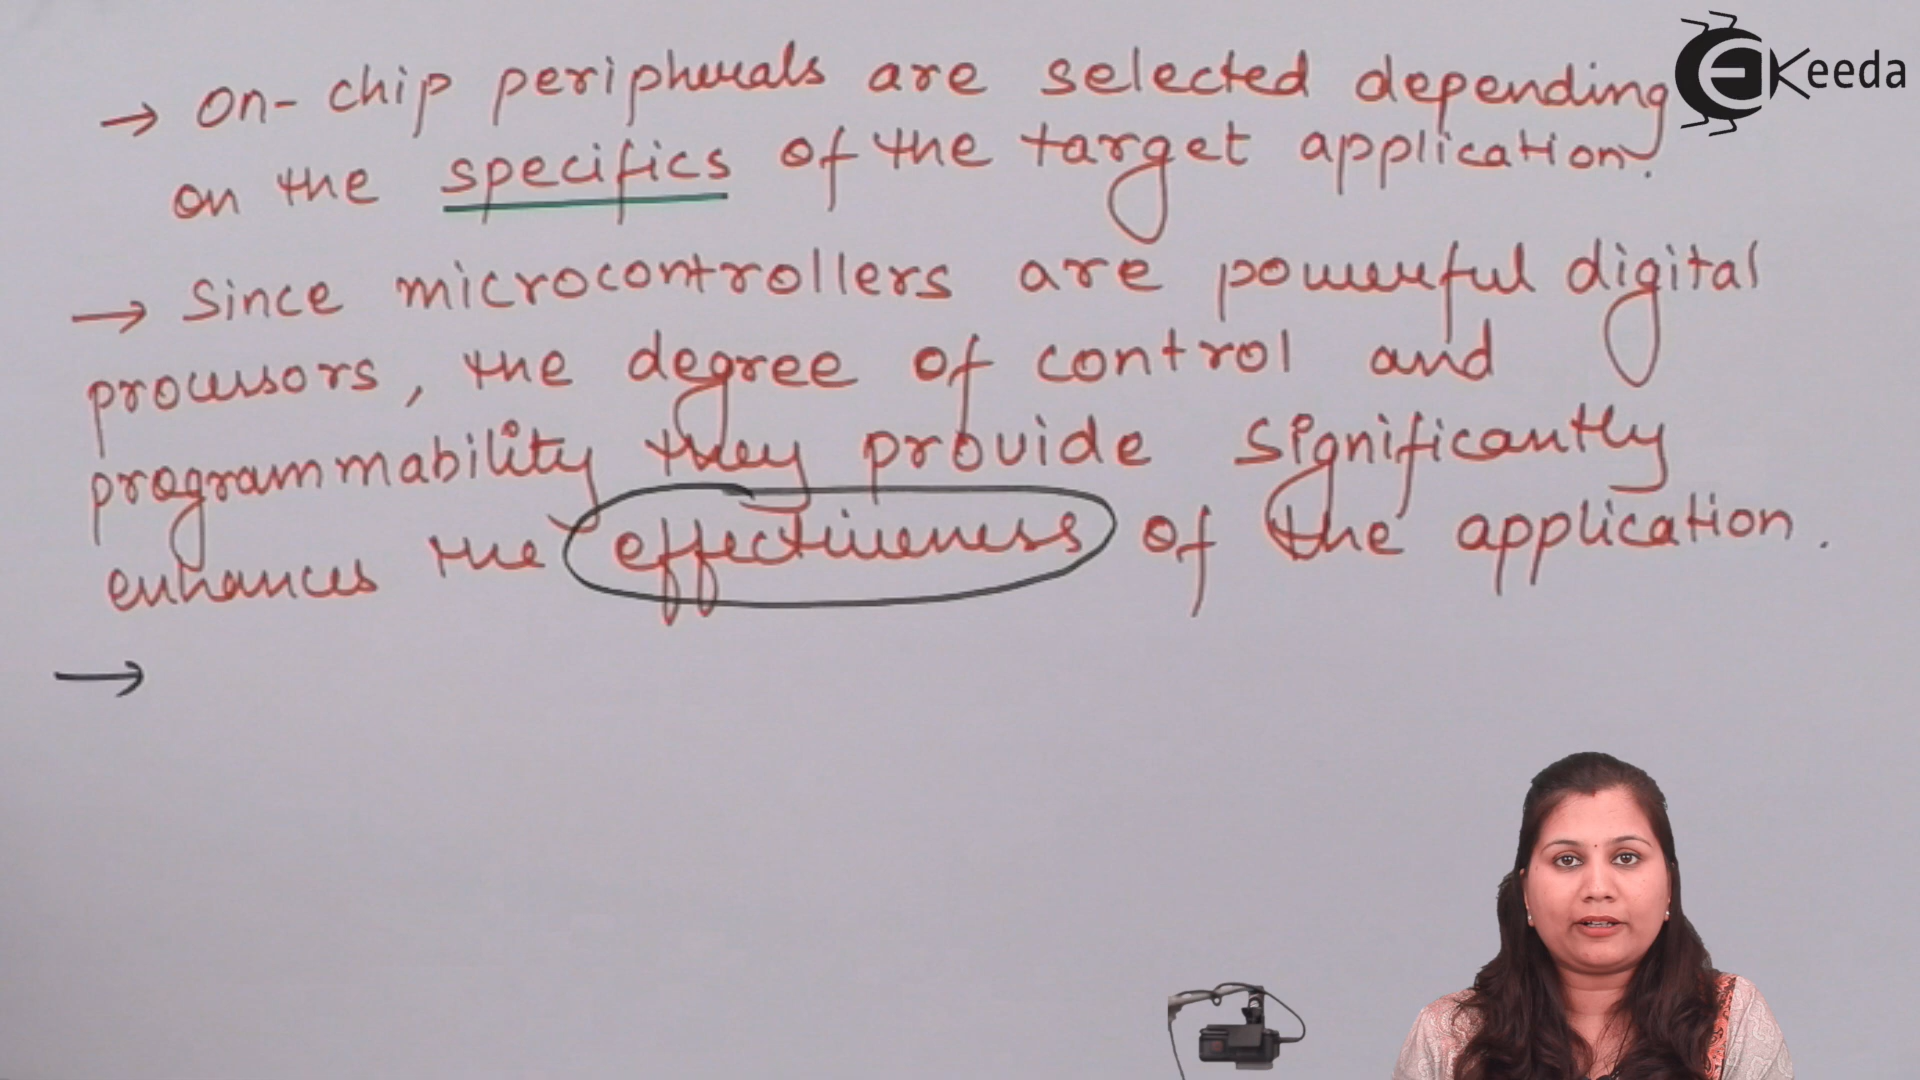 → on-chip peripherals are selected depending
on the specifics of the target application.
→ Since microcontrollers are powerful digital
processors, the degree of control and
programmability they provide significantly
enhances the effectiveness of the application.
→
EKeeda